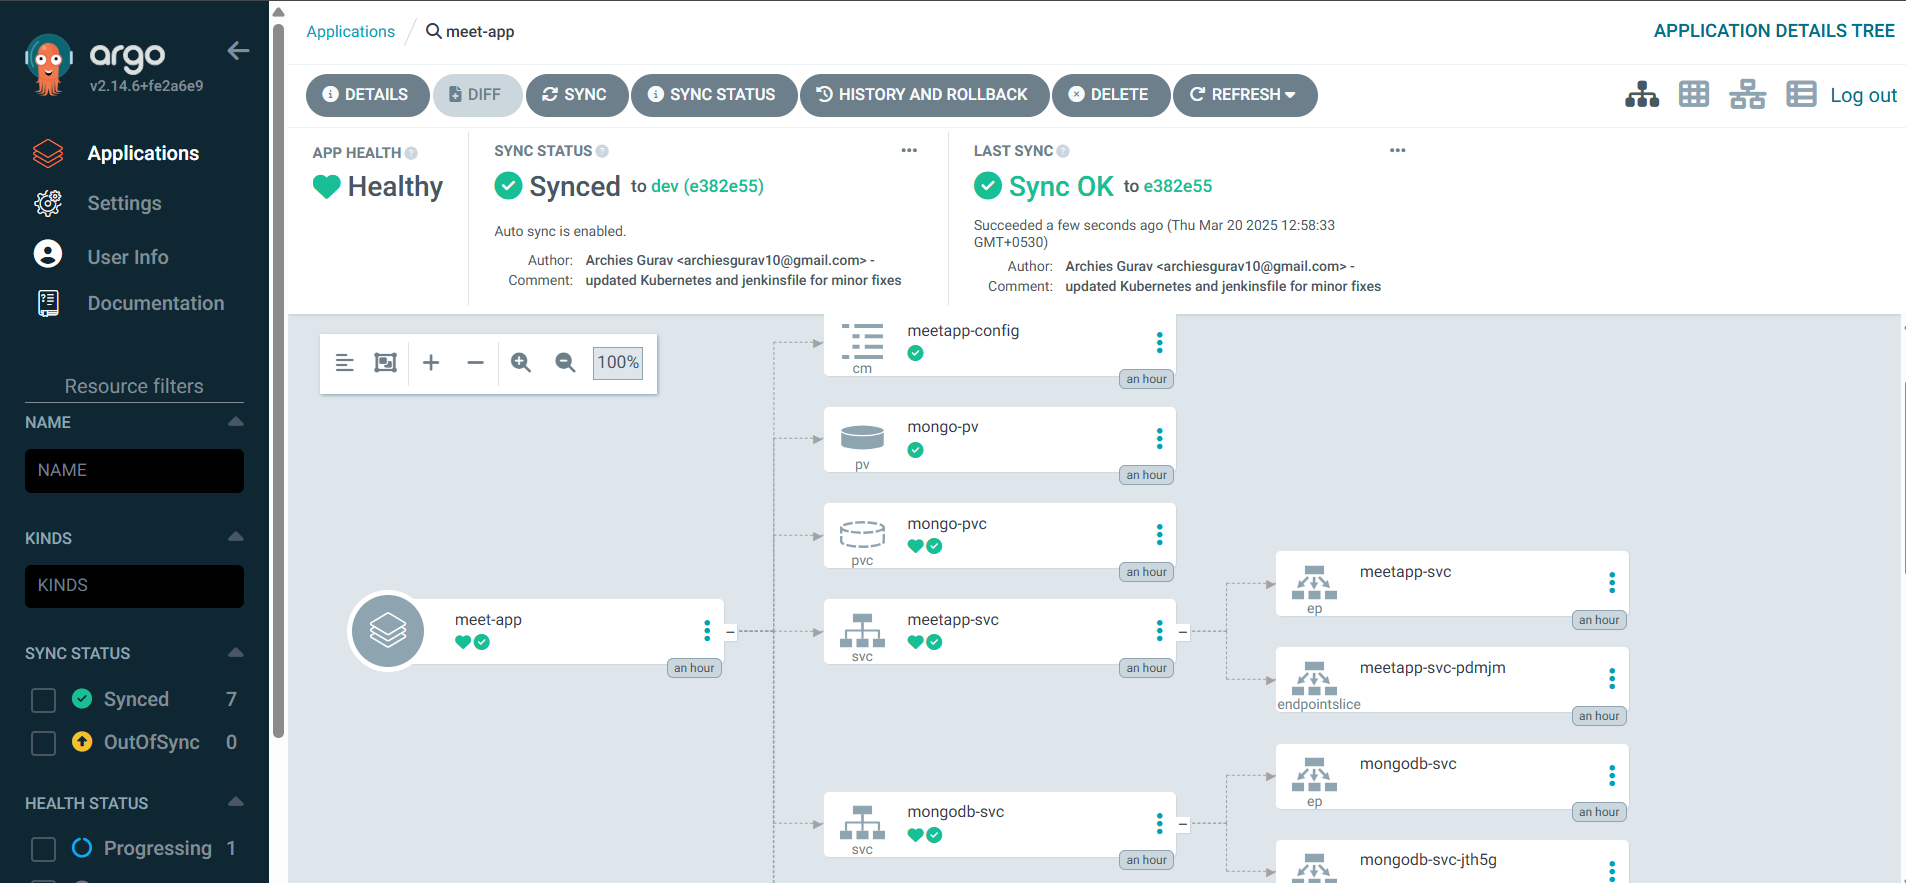 argo
v2.14.6+fe2a6e9
Applications
Settings
User Info
Documentation
Resource filters
NAME
NAME
KINDS
KINDS
SYNC STATUS
Synced 7
OutOfSync 0
HEALTH STATUS
Progressing 1
Applications / meet-app
APPLICATION DETAILS TREE
DETAILS DIFF SYNC SYNC STATUS HISTORY AND ROLLBACK DELETE REFRESH
Log out
APP HEALTH
Healthy
SYNC STATUS
Synced to dev (e382e55)
Auto sync is enabled.
Author: Archies Gurav <archiesgurav10@gmail.com> -
Comment: updated Kubernetes and jenkinsfile for minor fixes
LAST SYNC
Sync OK to e382e55
Succeeded a few seconds ago (Thu Mar 20 2025 12:58:33
GMT+0530)
Author: Archies Gurav <archiesgurav10@gmail.com> -
Comment: updated Kubernetes and jenkinsfile for minor fixes
100%
meet-app
an hour
meetapp-config
cm
an hour
mongo-pv
pv
an hour
mongo-pvc
pvc
an hour
meetapp-svc
svc
an hour
mongodb-svc
svc
an hour
meetapp-svc
ep
an hour
meetapp-svc-pdmjm
endpointslice
an hour
mongodb-svc
ep
an hour
mongodb-svc-jth5g